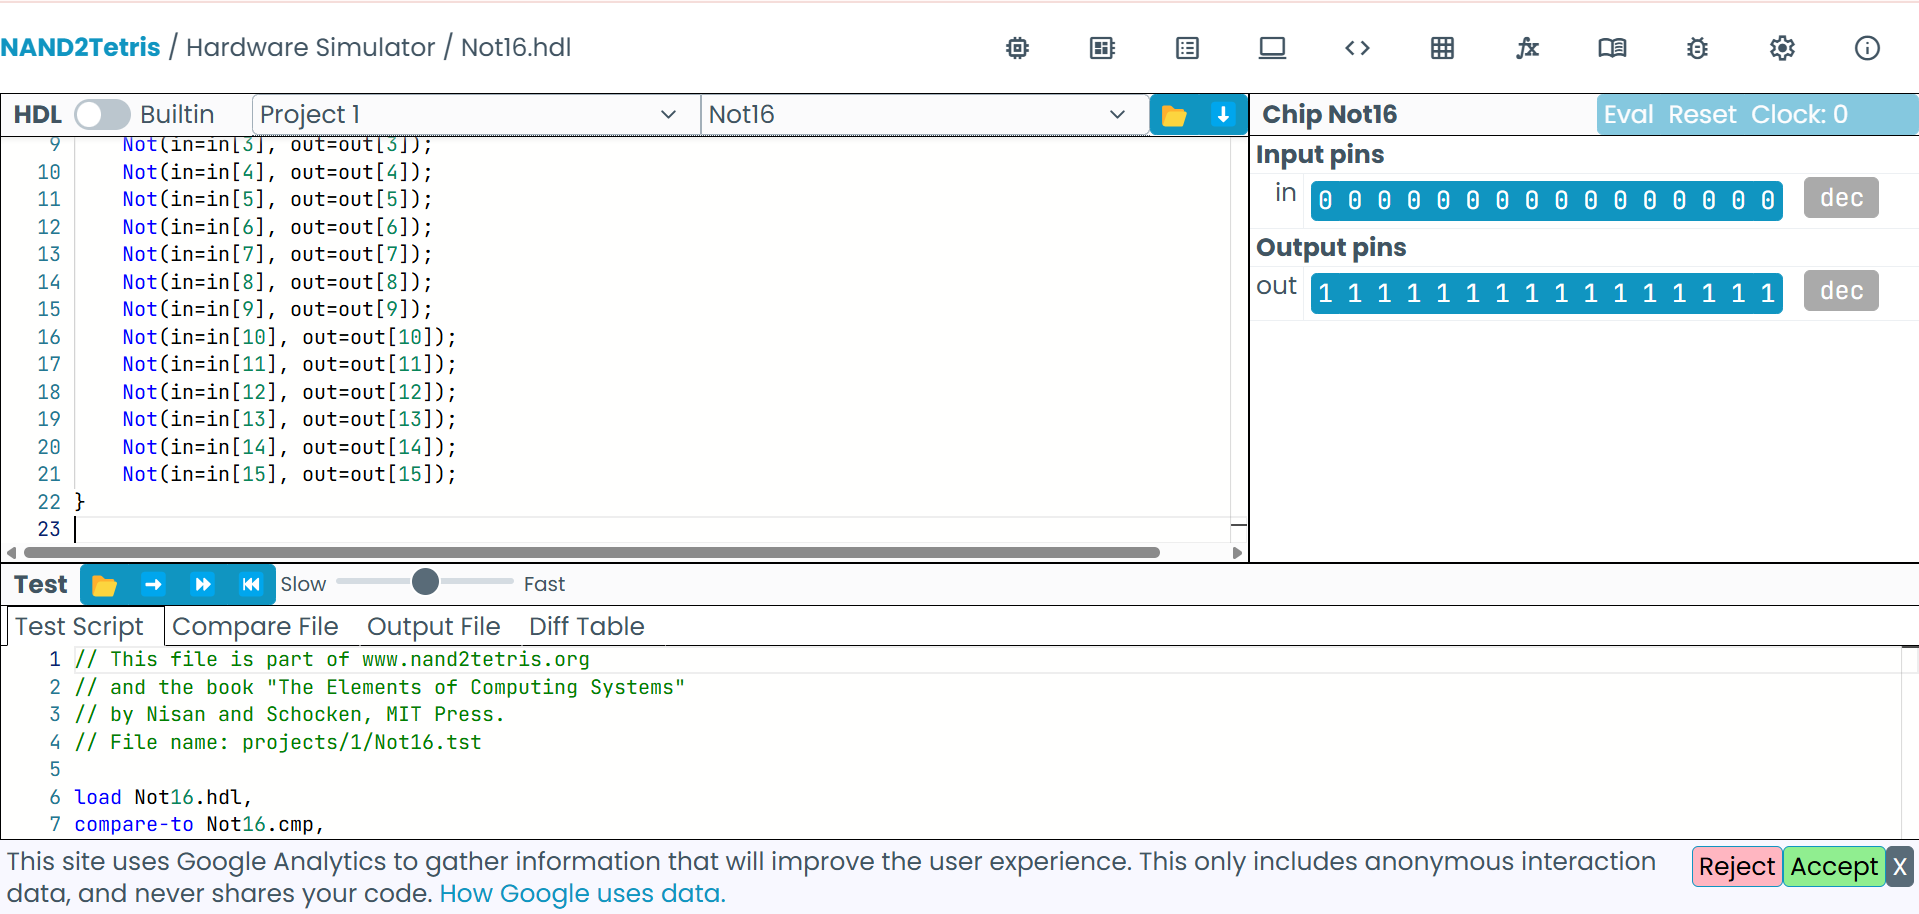 NAND2Tetris / Hardware Simulator / Not16.hdl
HDL Builtin Project 1 Not16
9 Not(in=in[3], out=out[3]);
10 Not(in=in[4], out=out[4]);
11 Not(in=in[5], out=out[5]);
12 Not(in=in[6], out=out[6]);
13 Not(in=in[7], out=out[7]);
14 Not(in=in[8], out=out[8]);
15 Not(in=in[9], out=out[9]);
16 Not(in=in[10], out=out[10]);
17 Not(in=in[11], out=out[11]);
18 Not(in=in[12], out=out[12]);
19 Not(in=in[13], out=out[13]);
20 Not(in=in[14], out=out[14]);
21 Not(in=in[15], out=out[15]);
22 }
23
Chip Not16 Eval Reset Clock: 0
Input pins
in 0 0 0 0 0 0 0 0 0 0 0 0 0 0 0 0 dec
Output pins
out 1 1 1 1 1 1 1 1 1 1 1 1 1 1 1 1 dec
Test Slow Fast
Test Script Compare File Output File Diff Table
1 // This file is part of www.nand2tetris.org
2 // and the book "The Elements of Computing Systems"
3 // by Nisan and Schocken, MIT Press.
4 // File name: projects/1/Not16.tst
5
6 load Not16.hdl,
7 compare-to Not16.cmp,
This site uses Google Analytics to gather information that will improve the user experience. This only includes anonymous interaction
data, and never shares your code. How Google uses data.
Reject Accept X